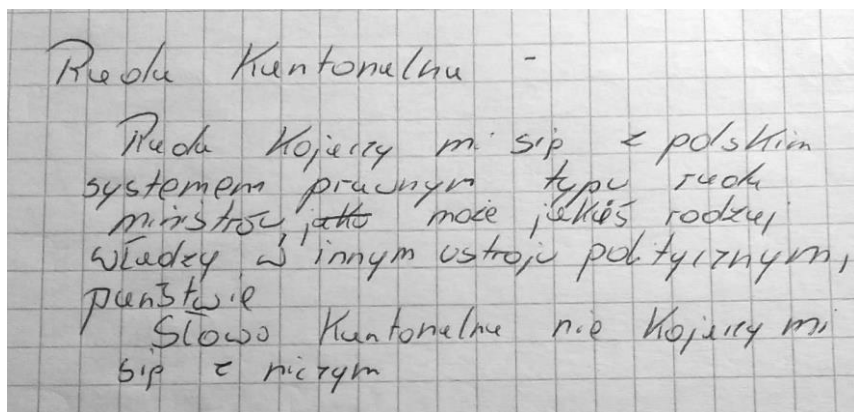 Rada Kantonalna -
Rada kojarzy mi się z polskim
systemem prawnym typu rada
ministrów, jako może jakiś rodzaj
władzy w innym ustroju politycznym,
państwie
Słowo Kantonalna nie kojarzy mi
się z niczym